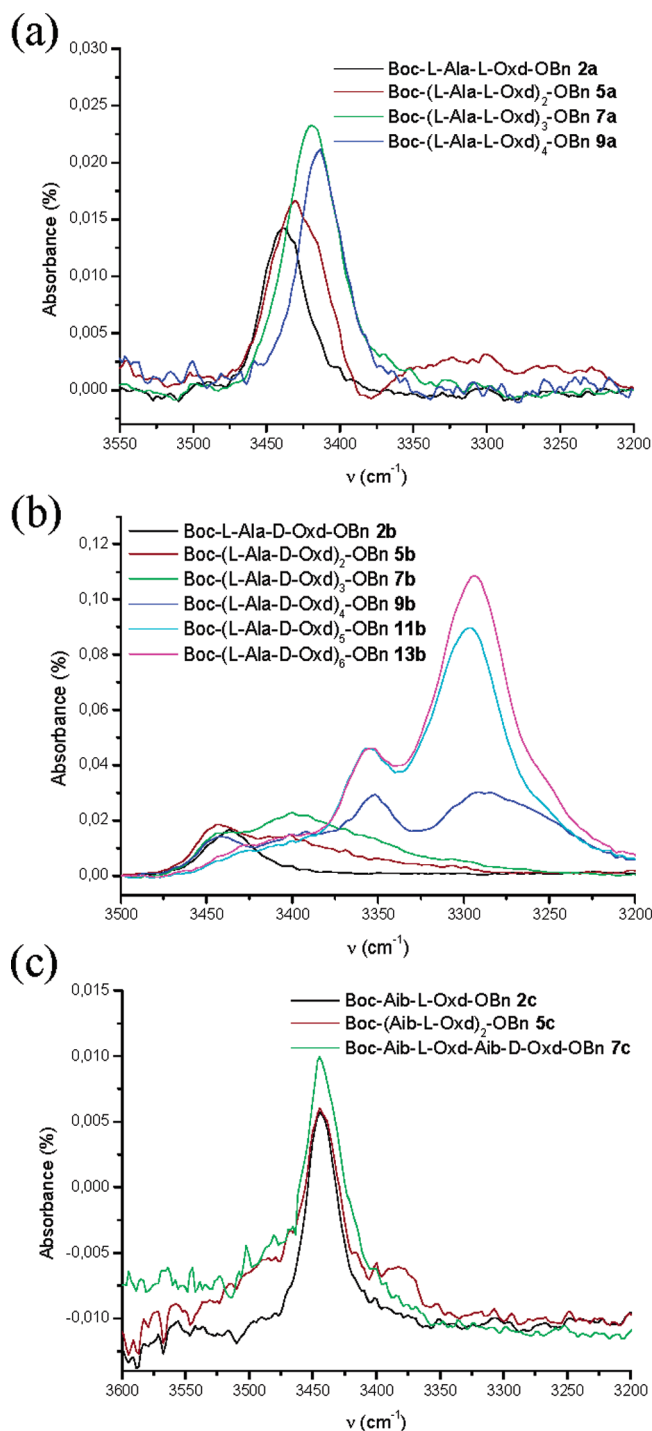 (a)
0,030
0,025
0,020
0,015
0,010
0,005
0,000
Absorbance (%)
Boc-L-Ala-L-Oxd-OBn 2a
Boc-(L-Ala-L-Oxd)2-OBn 5a
Boc-(L-Ala-L-Oxd)3-OBn 7a
Boc-(L-Ala-L-Oxd)4-OBn 9a
3550 3500 3450 3400 3350 3300 3250 3200
ν (cm-1)
(b)
0,12
0,10
0,08
0,06
0,04
0,02
0,00
Absorbance (%)
Boc-L-Ala-D-Oxd-OBn 2b
Boc-(L-Ala-D-Oxd)2-OBn 5b
Boc-(L-Ala-D-Oxd)3-OBn 7b
Boc-(L-Ala-D-Oxd)4-OBn 9b
Boc-(L-Ala-D-Oxd)5-OBn 11b
Boc-(L-Ala-D-Oxd)6-OBn 13b
3500 3450 3400 3350 3300 3250 3200
ν (cm-1)
(c)
0,015
0,010
0,005
0,000
-0,005
-0,010
Absorbance (%)
Boc-Aib-L-Oxd-OBn 2c
Boc-(Aib-L-Oxd)2-OBn 5c
Boc-Aib-L-Oxd-Aib-D-Oxd-OBn 7c
3600 3550 3500 3450 3400 3350 3300 3250 3200
ν (cm-1)